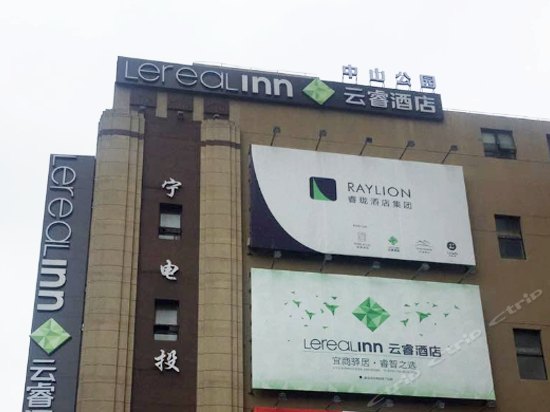 中山公园
LerealInn 云睿酒店
LerealInn 云睿
宁电投
RAYLION
睿珑酒店集团
LerealInn 云睿酒店
宜商驿居·睿智之选
Ctrip